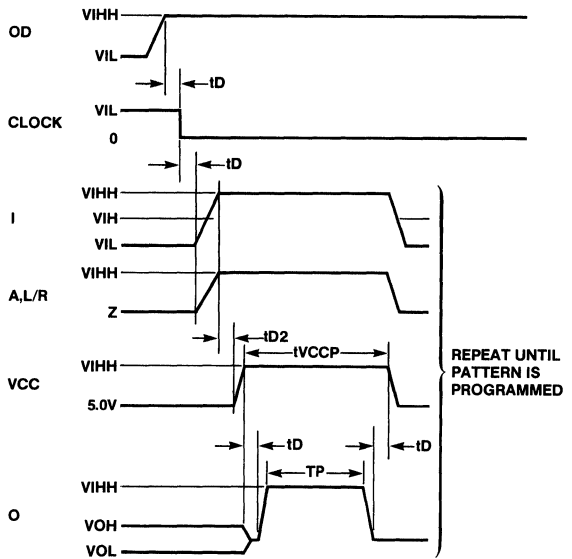 VIHH
OD
VIL
tD
VIL
CLOCK
0
tD
VIHH
I
VIH
VIL
VIHH
A,L/R
Z
tD2
tVCCP
VIHH
VCC
5.0V
REPEAT UNTIL
PATTERN IS
PROGRAMMED
tD
tD
TP
VIHH
O
VOH
VOL